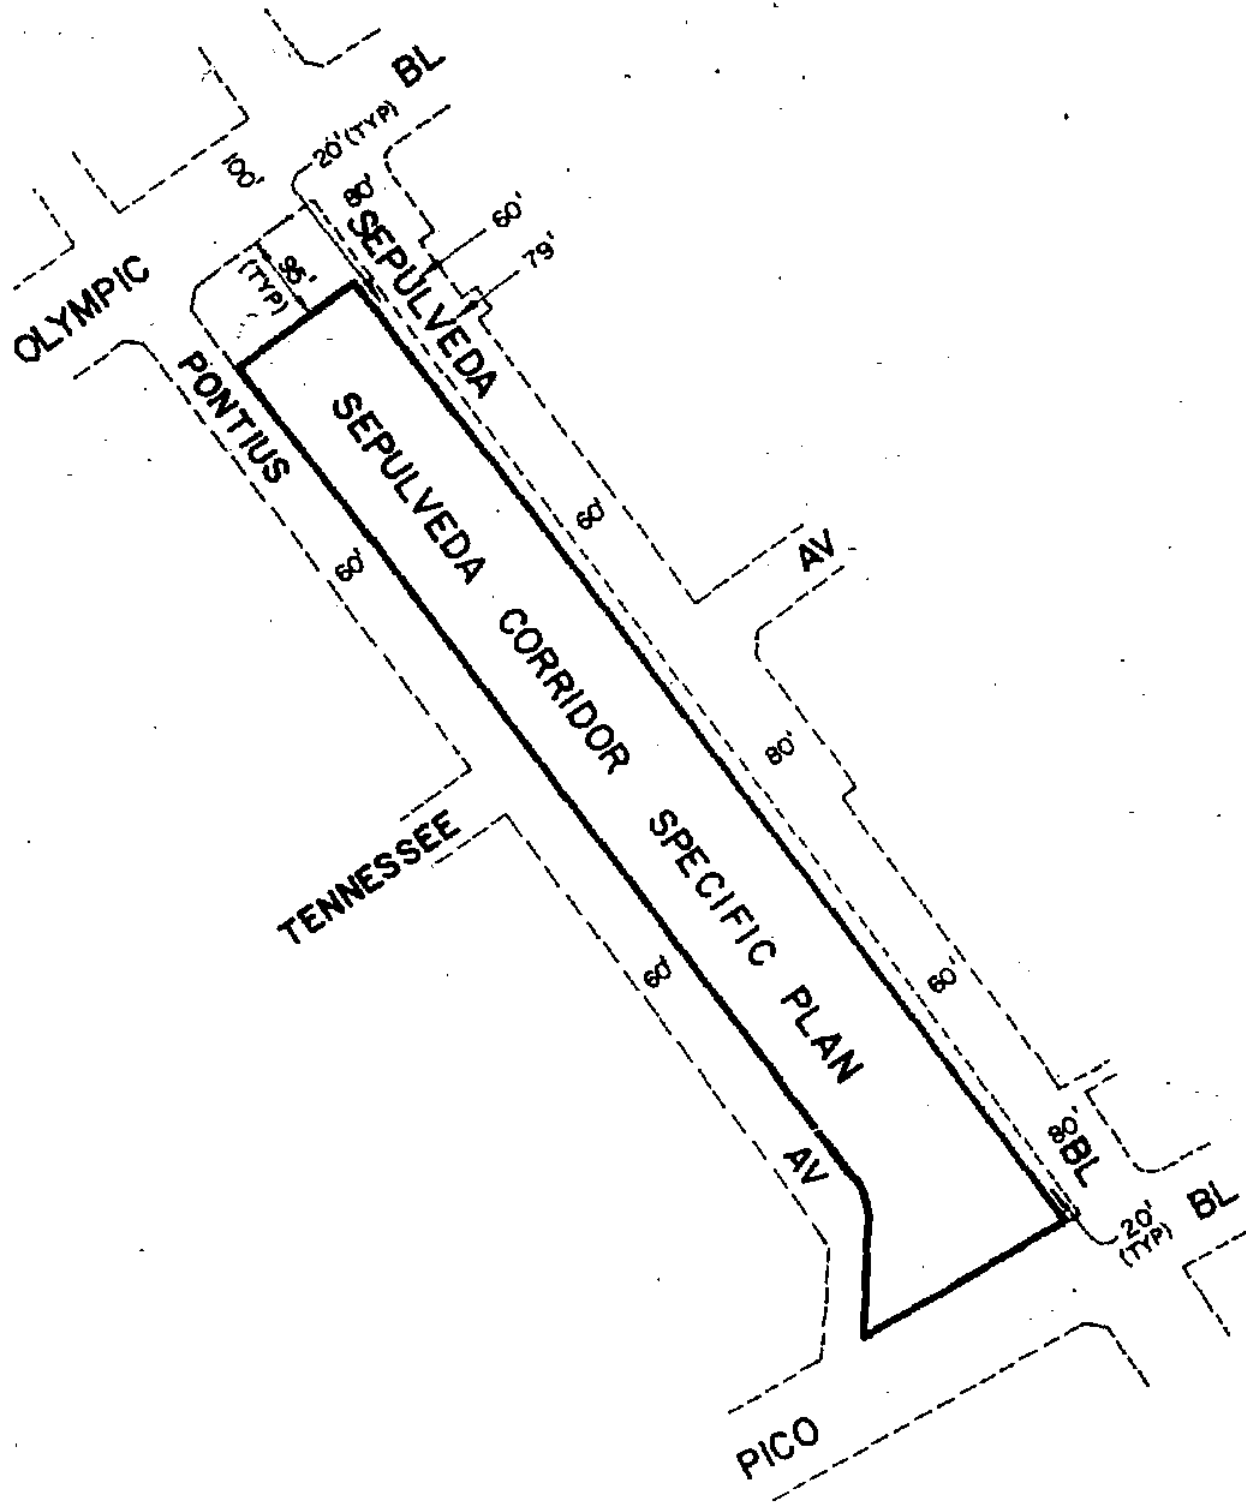 BL
20'(TYP)
100'
80'
SEPULVEDA
60'
79'
(TYP)
OLYMPIC
PONTIUS
SEPULVEDA CORRIDOR SPECIFIC PLAN
60'
60'
AV
80'
TENNESSEE
60'
60'
AV
80'
BL
BL
20'
(TYP)
PICO